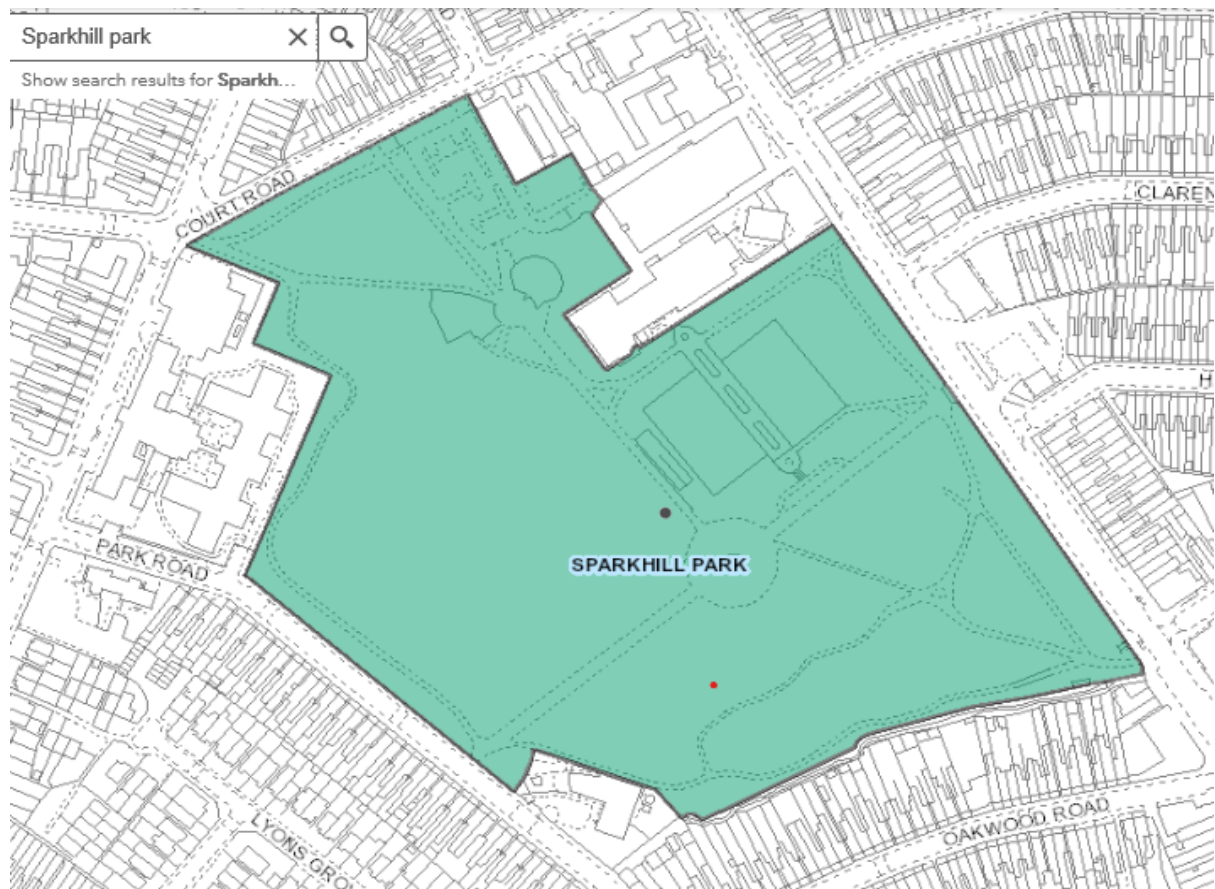 Sparkhill park
Show search results for Sparkh...
COURT ROAD
CLAREN
H
PARK ROAD
SPARKHILL PARK
LYONS GRO
OAKWOOD ROAD